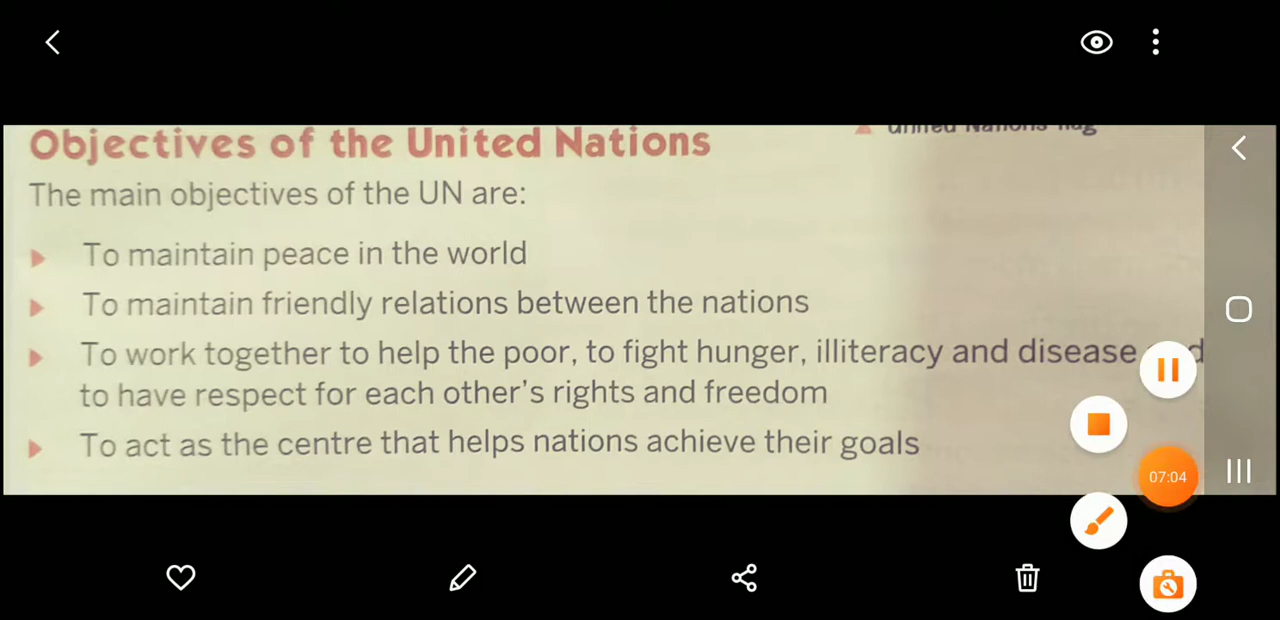 United Nations flag
Objectives of the United Nations
The main objectives of the UN are:
To maintain peace in the world
To maintain friendly relations between the nations
To work together to help the poor, to fight hunger, illiteracy and disease
to have respect for each other's rights and freedom
To act as the centre that helps nations achieve their goals
07:04